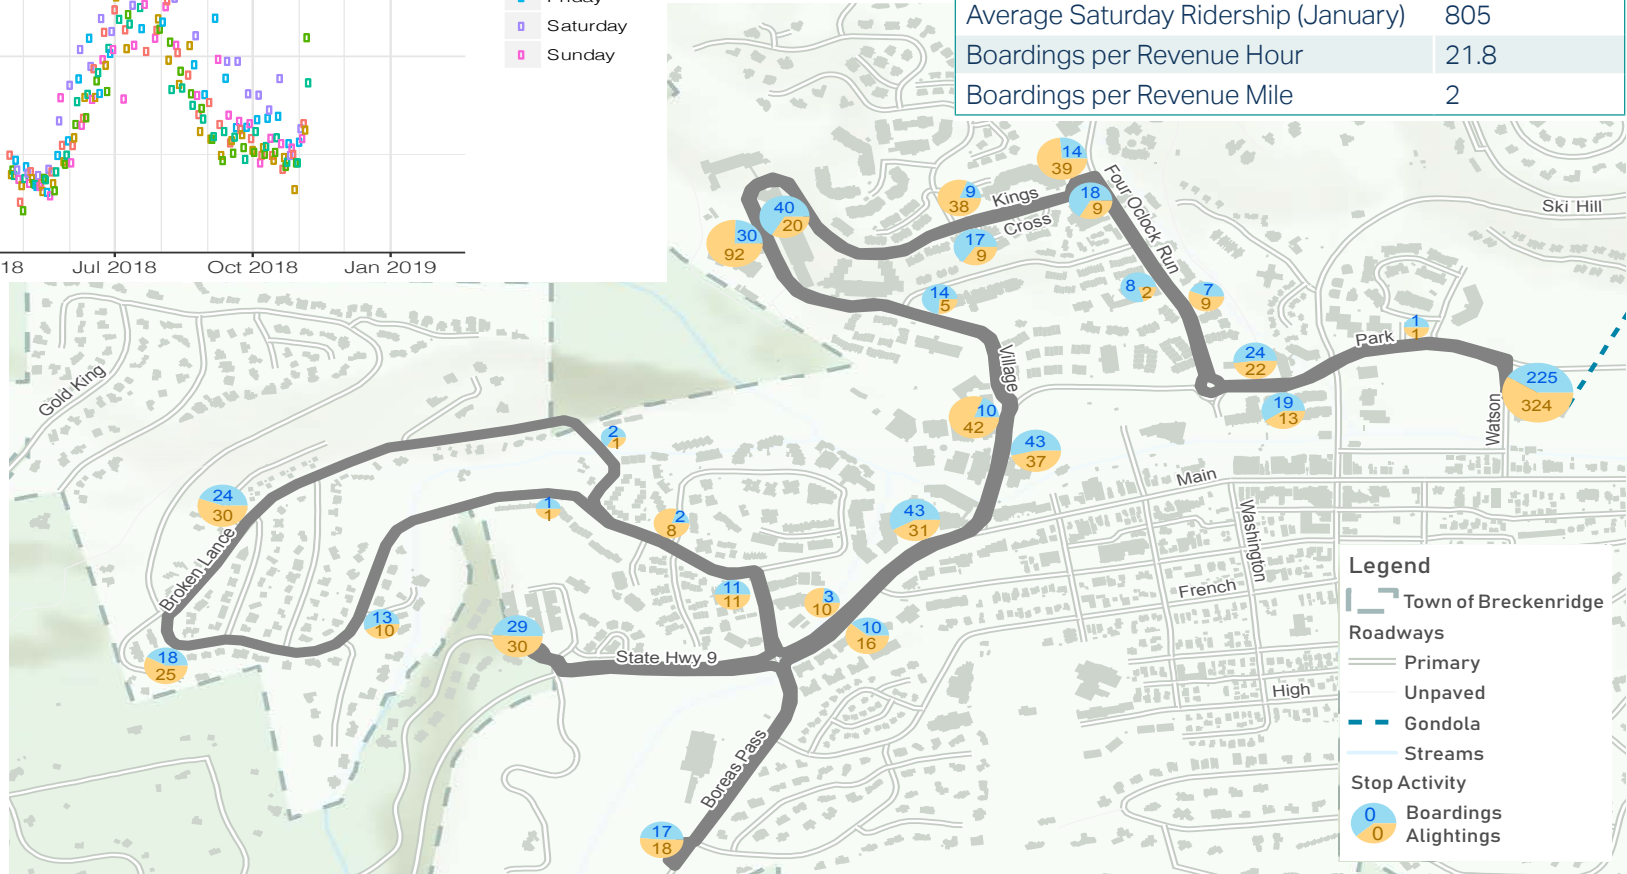 Friday
Saturday
Sunday
18 Jul 2018 Oct 2018 Jan 2019
Average Saturday Ridership (January) 805
Boardings per Revenue Hour 21.8
Boardings per Revenue Mile 2
14
39
Four Oclock Run
9
38
Kings
Cross
18
9
40
20
30
92
17
9
Ski Hill
14
5
8 2
7
9
1
1
Park
Village
24
22
225
324
Gold King
19
13
Watson
10
42
2
1
43
37
Main
24
30
1
1
2
8
43
31
Washington
Broken Lance
11
11
3
10
French
13
10
29
30
10
16
18
25
State Hwy 9
High
Boreas Pass
17
18
Legend
Town of Breckenridge
Roadways
Primary
Unpaved
Gondola
Streams
Stop Activity
0 Boardings
0 Alightings